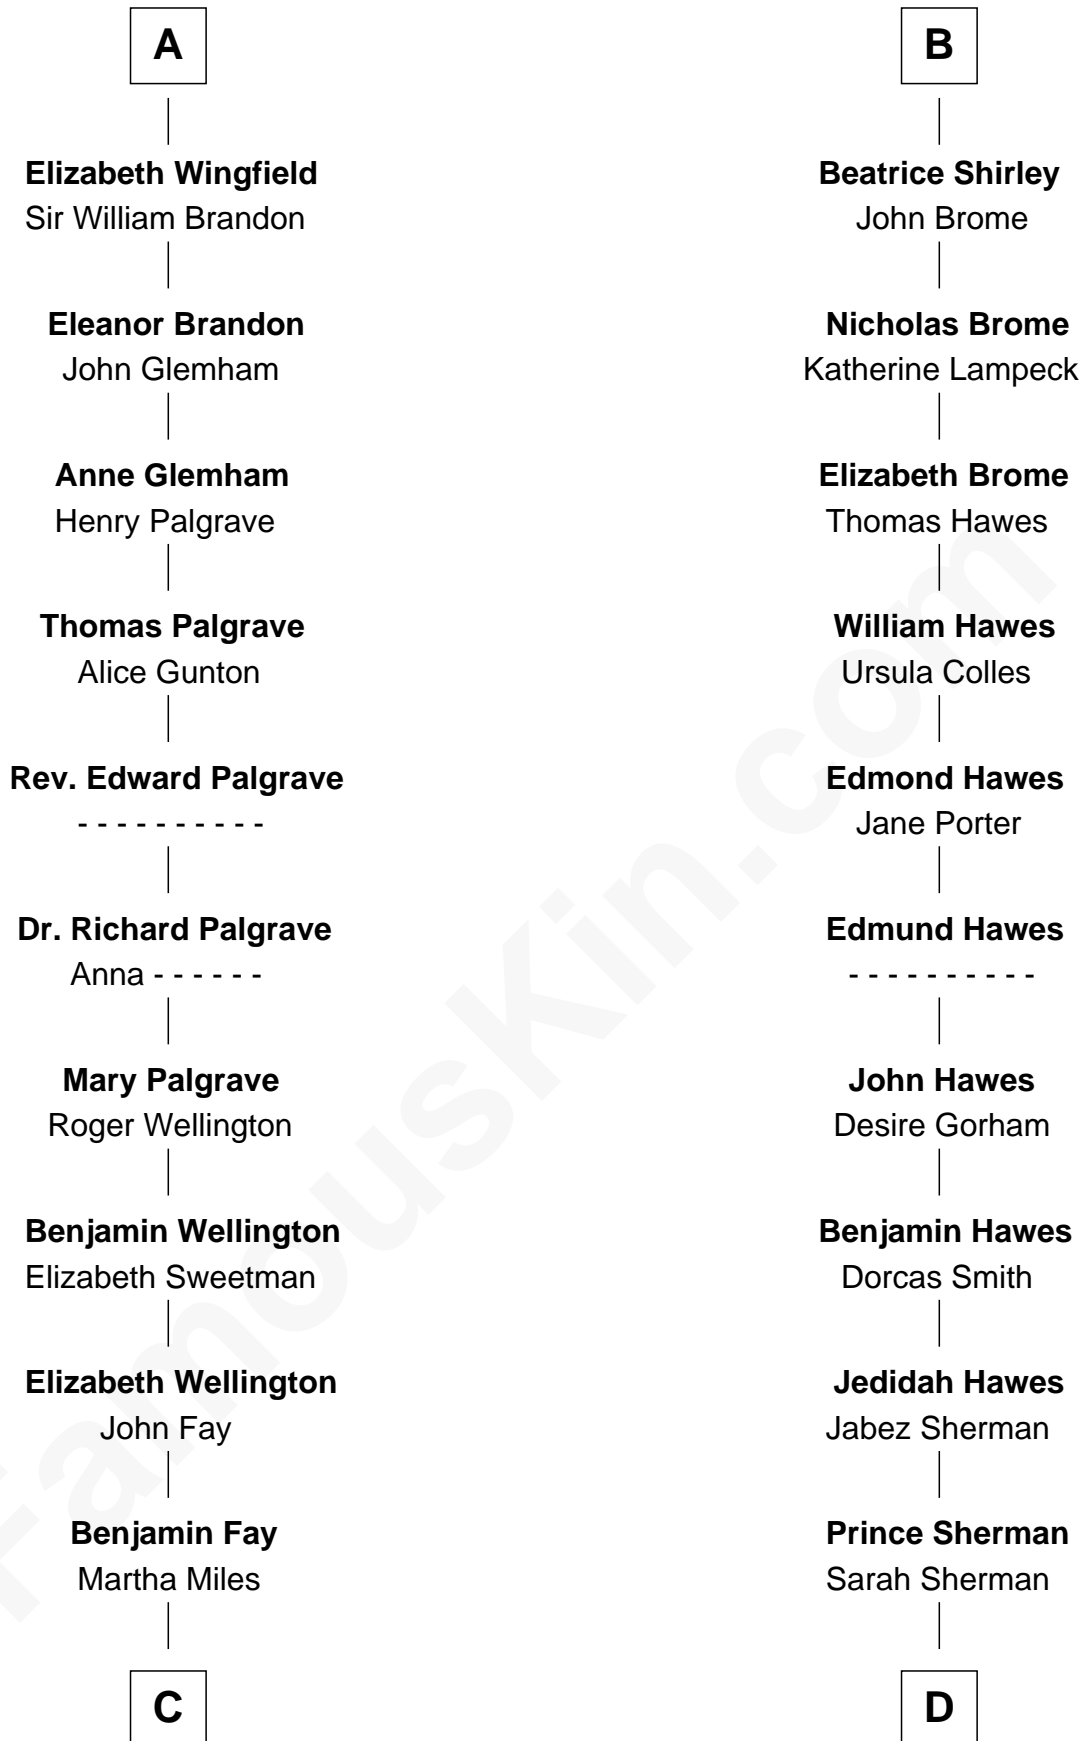 A
Elizabeth Wingfield
Sir William Brandon
Eleanor Brandon
John Glemham
Anne Glemham
Henry Palgrave
Thomas Palgrave
Alice Gunton
Rev. Edward Palgrave
- - - - - - - - - -
Dr. Richard Palgrave
Anna - - - - - -
Mary Palgrave
Roger Wellington
Benjamin Wellington
Elizabeth Sweetman
Elizabeth Wellington
John Fay
Benjamin Fay
Martha Miles
C
B
Beatrice Shirley
John Brome
Nicholas Brome
Katherine Lampeck
Elizabeth Brome
Thomas Hawes
William Hawes
Ursula Colles
Edmond Hawes
Jane Porter
Edmund Hawes
- - - - - - - - - -
John Hawes
Desire Gorham
Benjamin Hawes
Dorcas Smith
Jedidah Hawes
Jabez Sherman
Prince Sherman
Sarah Sherman
D
FamousKin.com